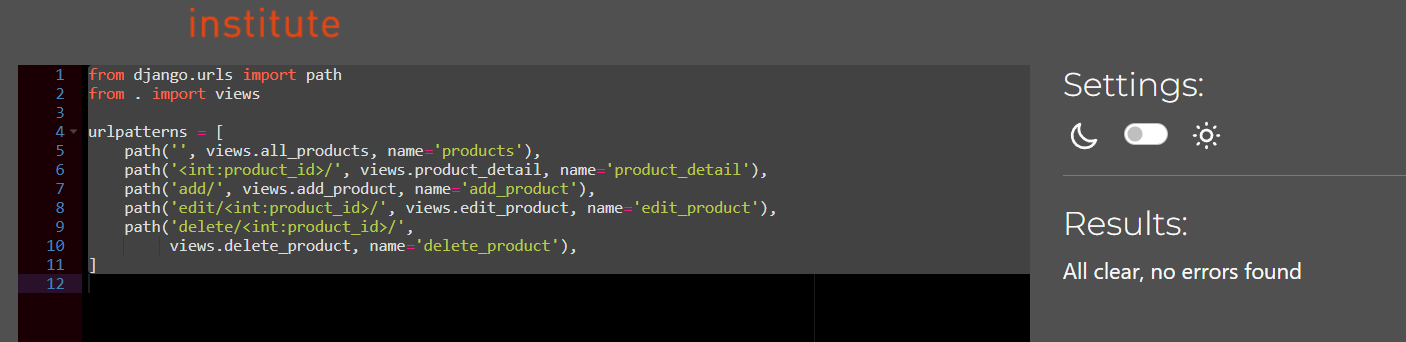 institute
1 from django.urls import path
2 from . import views
3
4 urlpatterns = [
5     path('', views.all_products, name='products'),
6     path('<int:product_id>/', views.product_detail, name='product_detail'),
7     path('add/', views.add_product, name='add_product'),
8     path('edit/<int:product_id>/', views.edit_product, name='edit_product'),
9     path('delete/<int:product_id>/',
10          views.delete_product, name='delete_product'),
11 ]
12
Settings:
Results:
All clear, no errors found